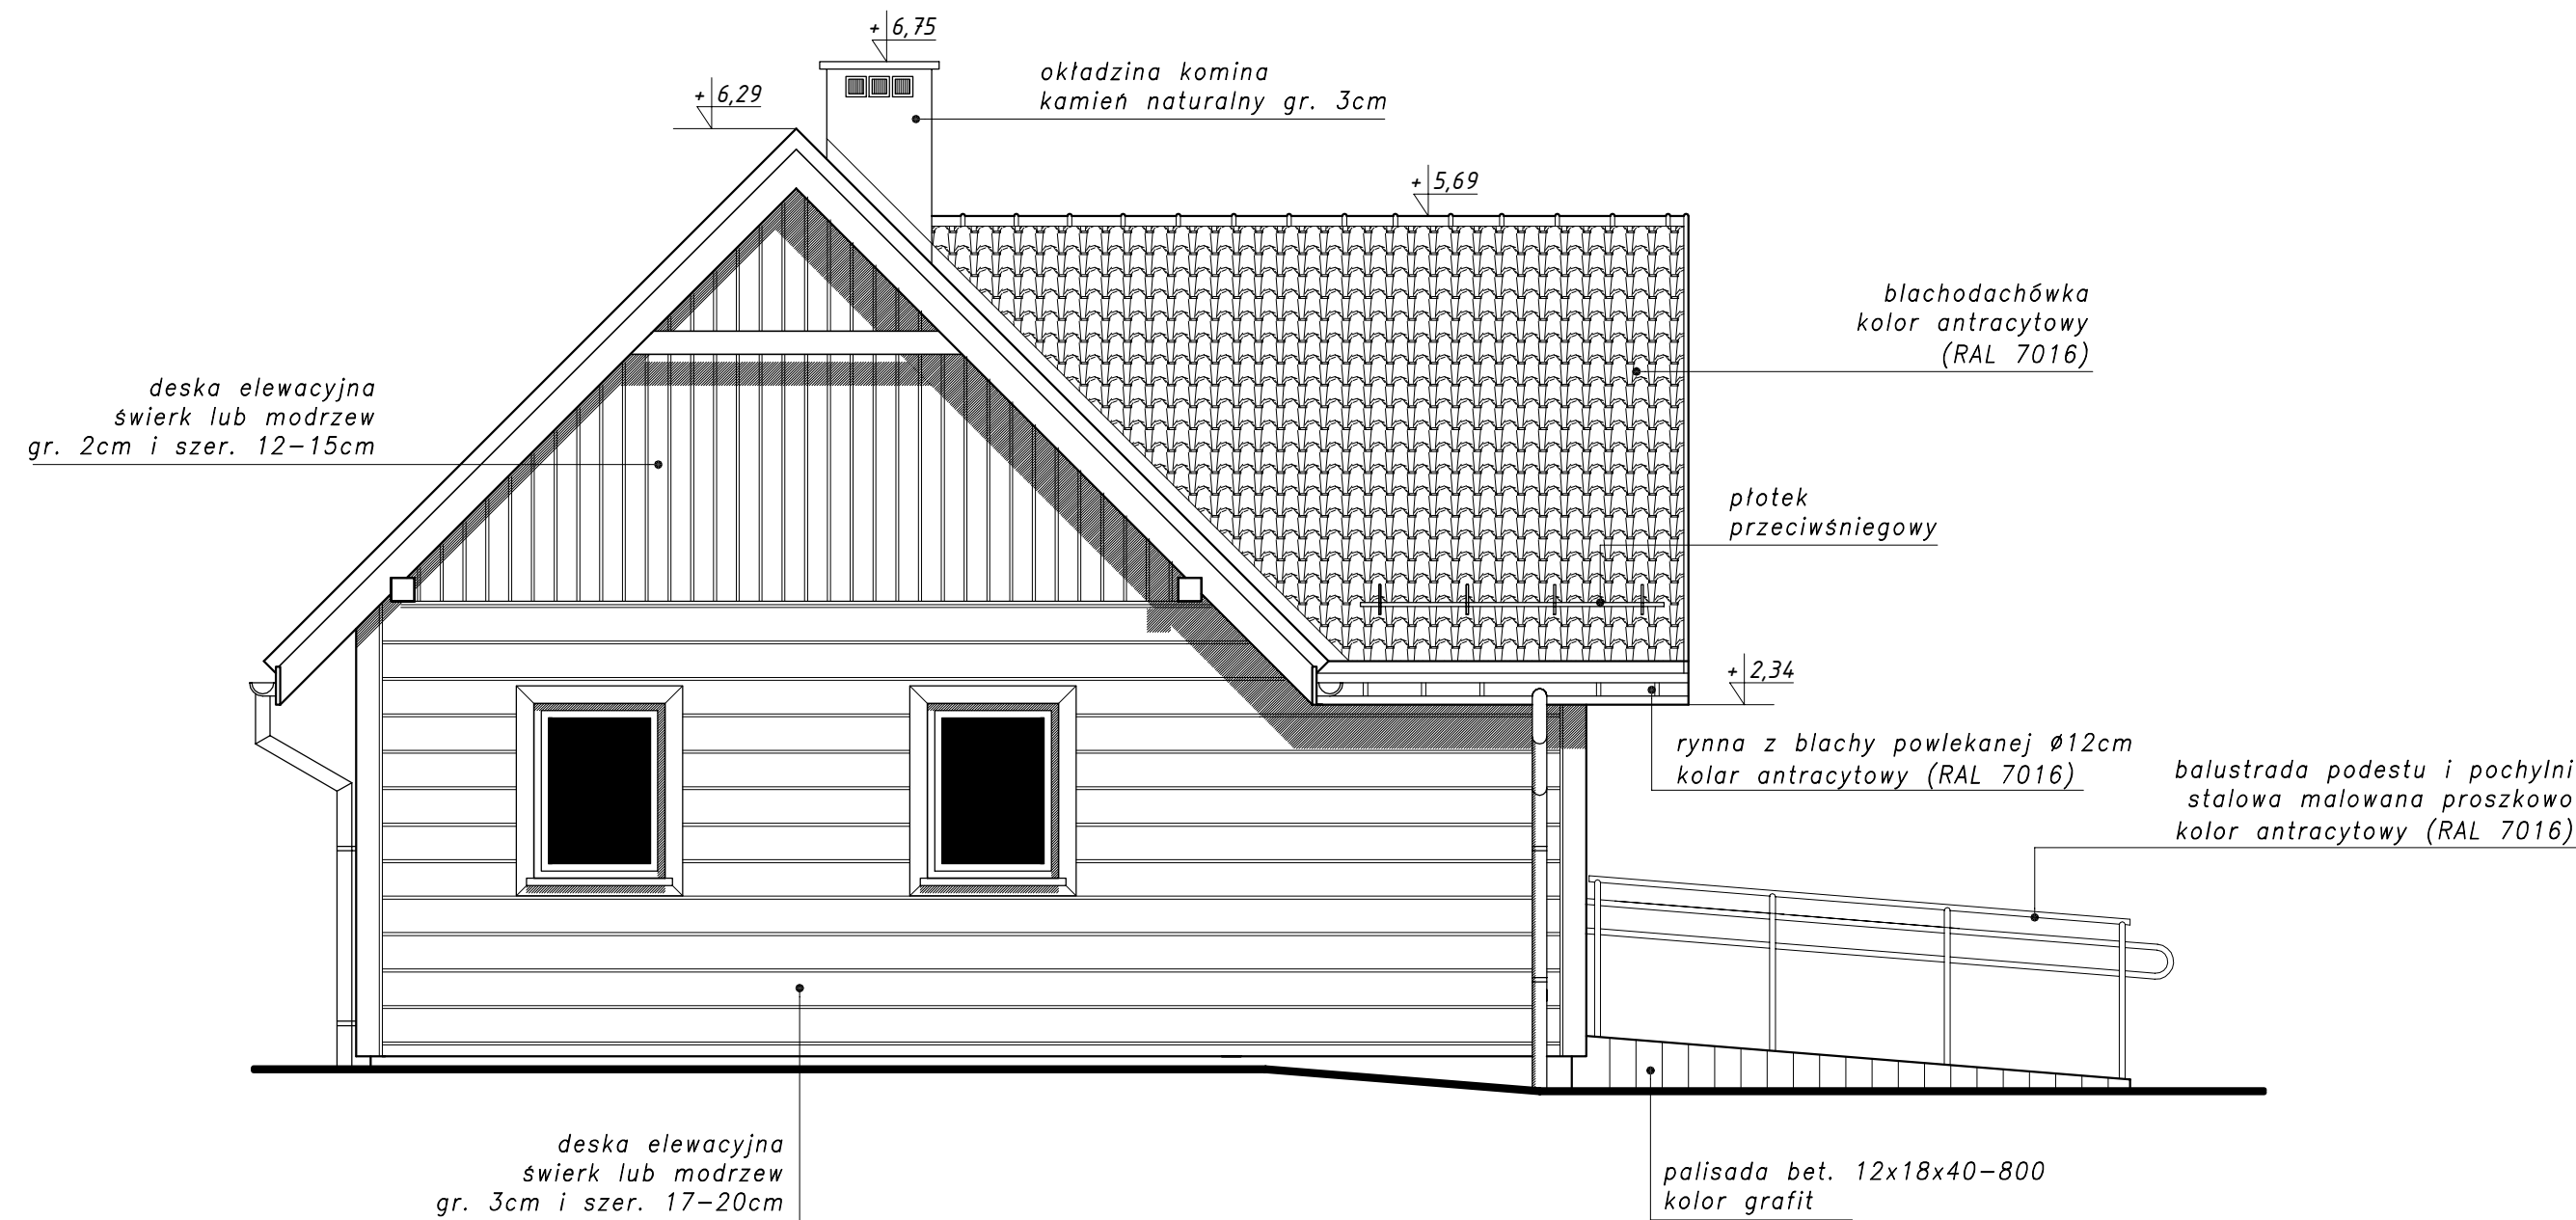 + 6,75
okładzina komina
kamień naturalny gr. 3cm
+ 6,29
+ 5,69
blachodachówka
kolor antracytowy
(RAL 7016)
deska elewacyjna
świerk lub modrzew
gr. 2cm i szer. 12-15cm
płotek
przeciwśniegowy
+ 2,34
rynna z blachy powlekanej Ø12cm
kolar antracytowy (RAL 7016)
balustrada podestu i pochylni
stalowa malowana proszkowo
kolor antracytowy (RAL 7016)
deska elewacyjna
świerk lub modrzew
gr. 3cm i szer. 17-20cm
palisada bet. 12x18x40-800
kolor grafit